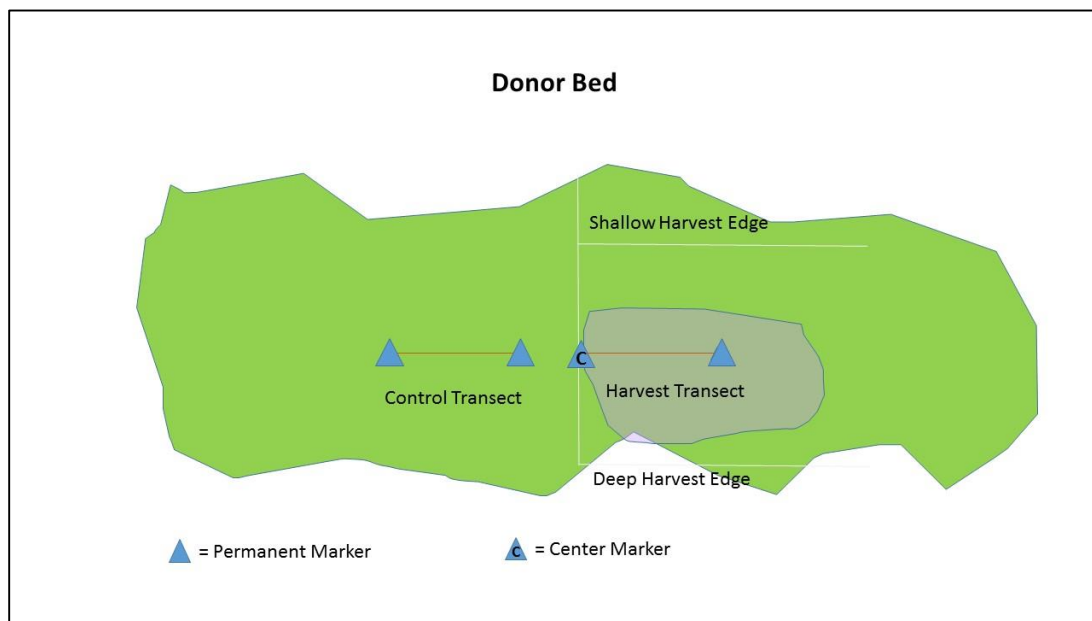 Donor Bed
Shallow Harvest Edge
C
Control Transect
Harvest Transect
Deep Harvest Edge
= Permanent Marker
C = Center Marker